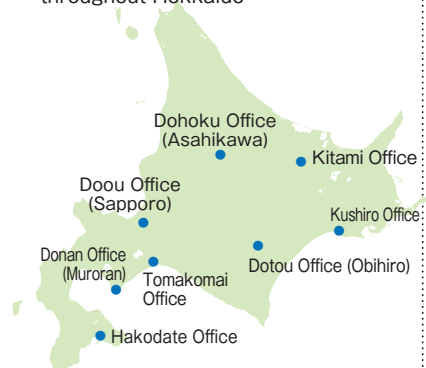 throughout Hokkaido
Dohoku Office
(Asahikawa)
Kitami Office
Doou Office
(Sapporo)
Kushiro Office
Donan Office
(Muroran)
Dotou Office (Obihiro)
Tomakomai
Office
Hakodate Office